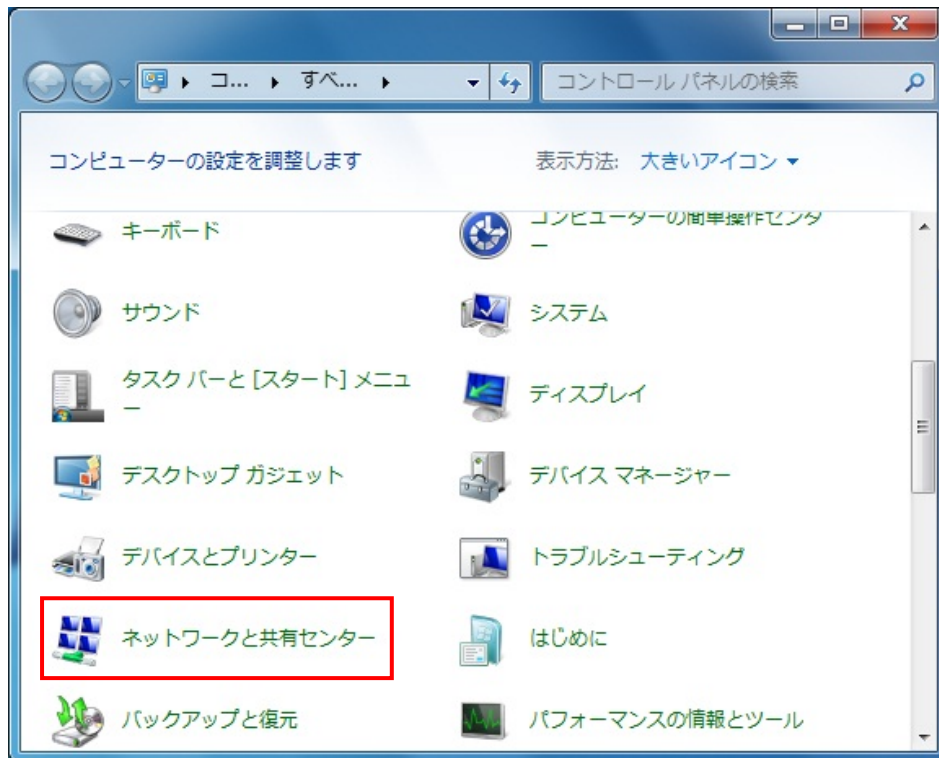 コ... すべ... コントロール パネルの検索
コンピューターの設定を調整します 表示方法: 大きいアイコン
キーボード
コンピューターの簡単操作センタ
ー
サウンド
システム
タスク バーと [スタート] メニュ
ー
ディスプレイ
デスクトップ ガジェット
デバイス マネージャー
デバイスとプリンター
トラブルシューティング
ネットワークと共有センター
はじめに
バックアップと復元
パフォーマンスの情報とツール